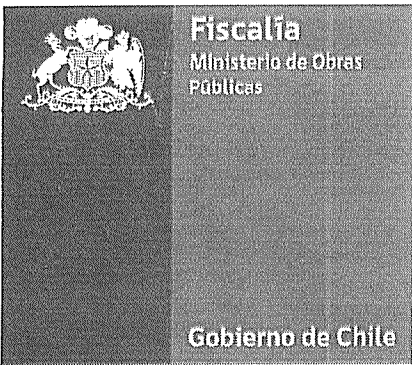 Fiscalía
Ministerio de Obras
Públicas
Gobierno de Chile